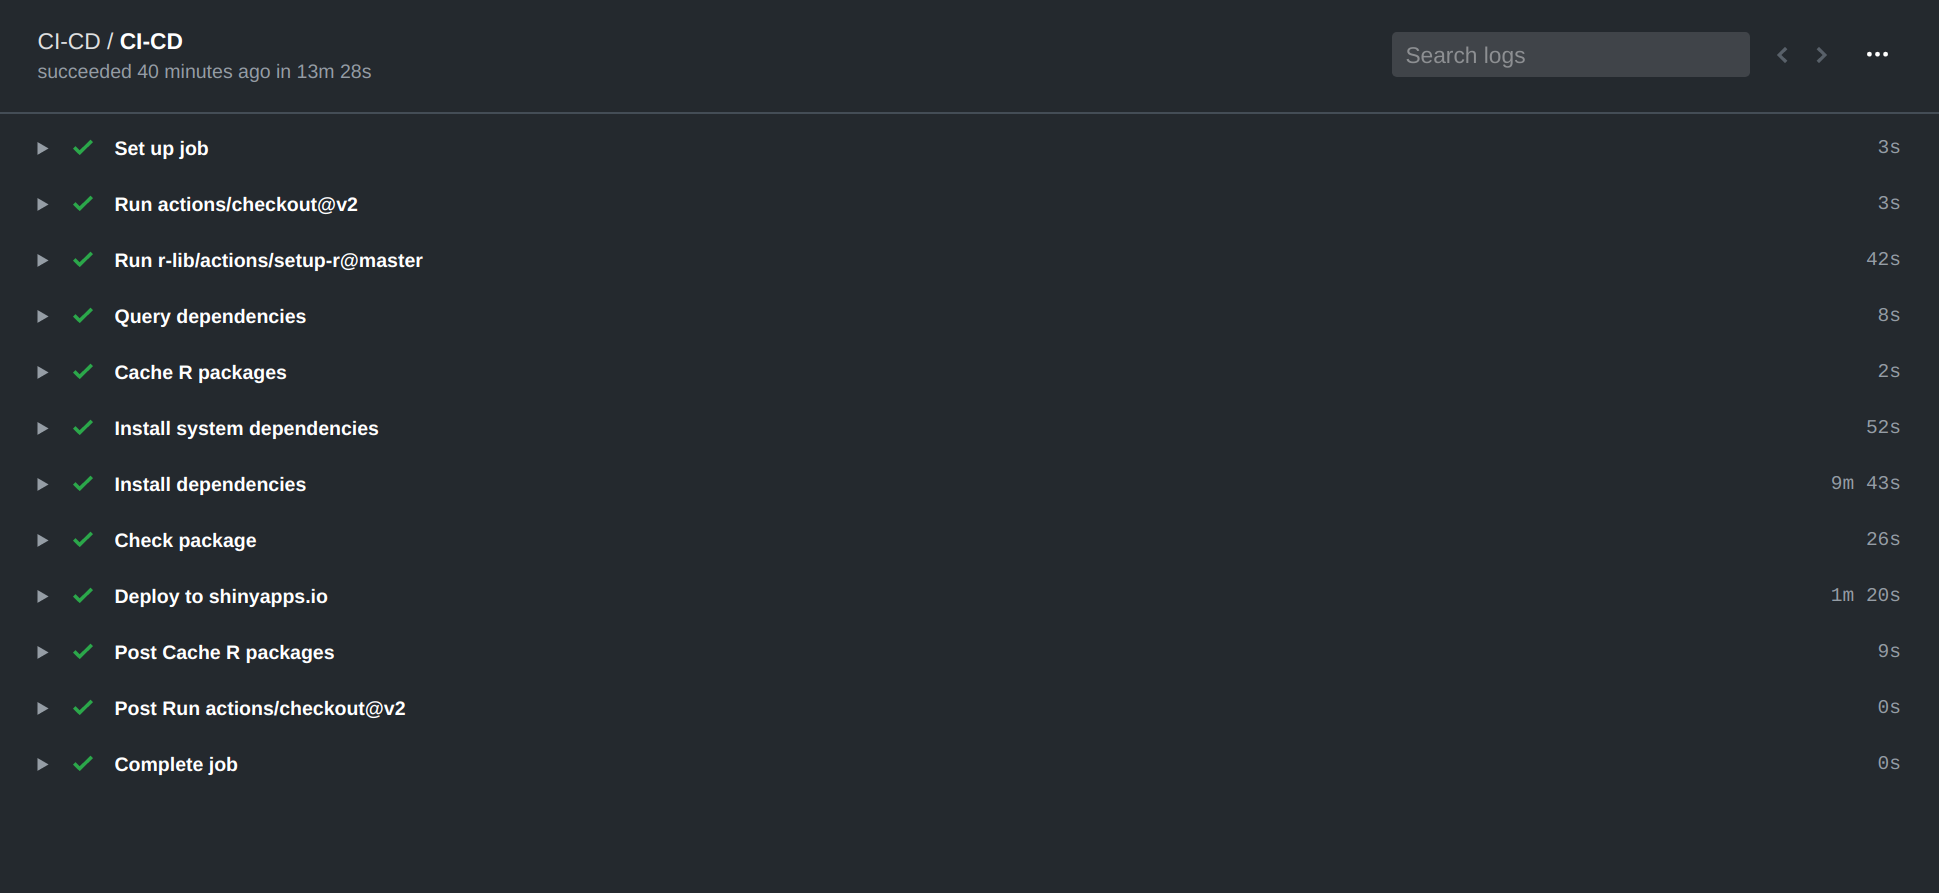 CI-CD / CI-CD
succeeded 40 minutes ago in 13m 28s
Search logs
Set up job 3s
Run actions/checkout@v2 3s
Run r-lib/actions/setup-r@master 42s
Query dependencies 8s
Cache R packages 2s
Install system dependencies 52s
Install dependencies 9m 43s
Check package 26s
Deploy to shinyapps.io 1m 20s
Post Cache R packages 9s
Post Run actions/checkout@v2 0s
Complete job 0s